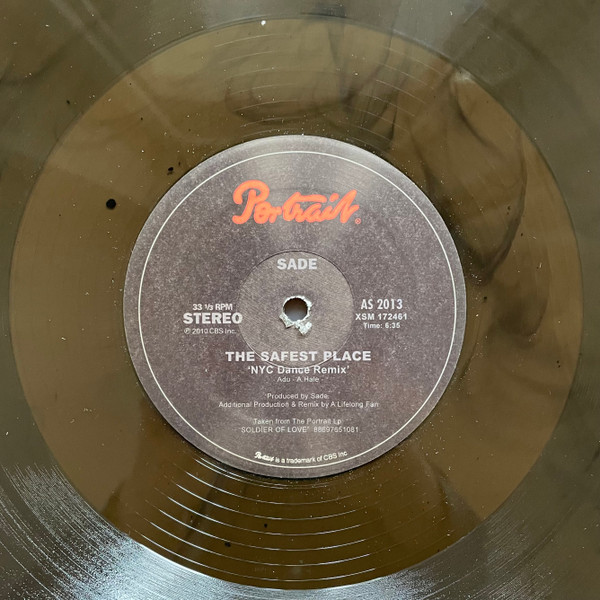 Portrait®
SADE
33 1/3 RPM
STEREO
℗ 2010 CBS Inc.
AS 2013
XSM 172461
Time: 6:35
THE SAFEST PLACE
'NYC Dance Remix'
Adu - A.Hale
Produced by Sade
Additional Production & Remix by A Lifelong Fan
Taken from The Portrait Lp:
'SOLDIER OF LOVE' 88697651081
Portrait is a trademark of CBS Inc